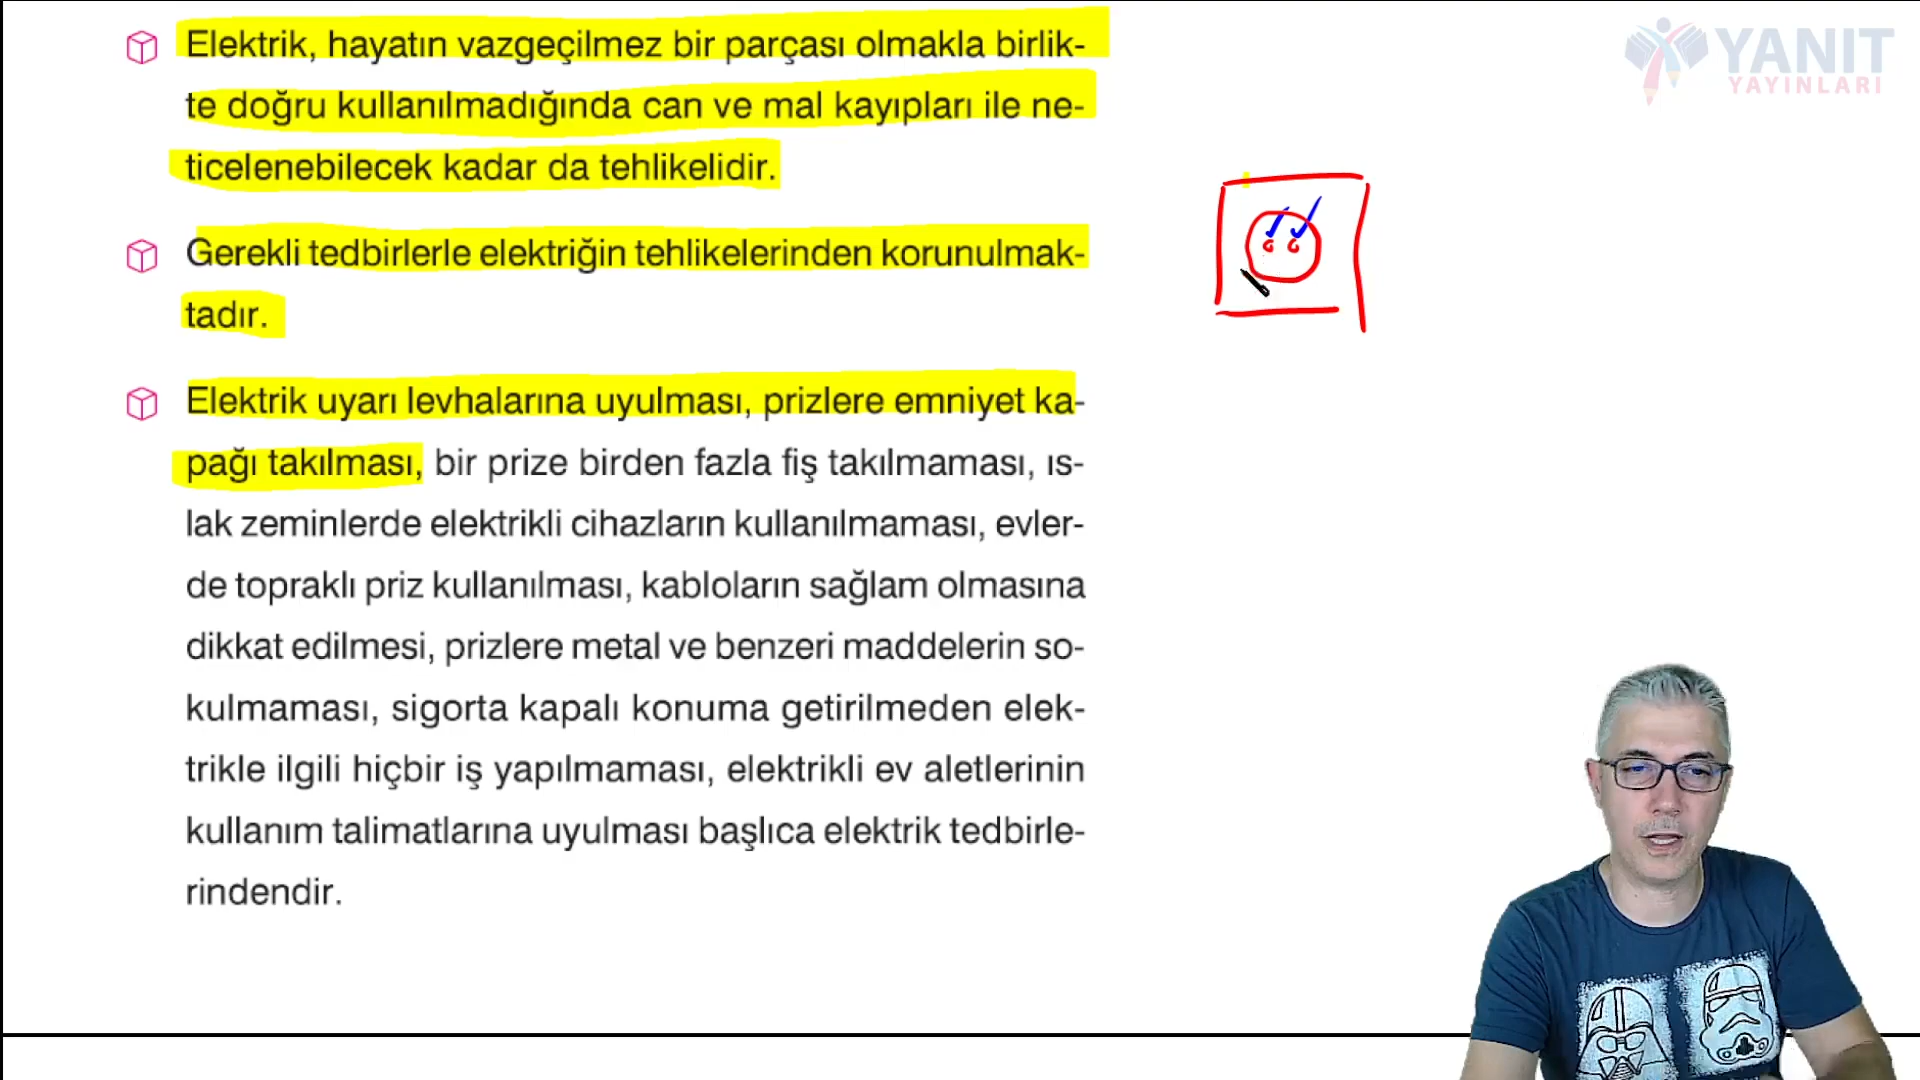 Elektrik, hayatın vazgeçilmez bir parçası olmakla birlik-
te doğru kullanılmadığında can ve mal kayıpları ile ne-
ticelenebilecek kadar da tehlikelidir.
Gerekli tedbirlerle elektriğin tehlikelerinden korunulmak-
tadır.
Elektrik uyarı levhalarına uyulması, prizlere emniyet ka-
pağı takılması, bir prize birden fazla fiş takılmaması, ıs-
lak zeminlerde elektrikli cihazların kullanılmaması, evler-
de topraklı priz kullanılması, kabloların sağlam olmasına
dikkat edilmesi, prizlere metal ve benzeri maddelerin so-
kulmaması, sigorta kapalı konuma getirilmeden elek-
trikle ilgili hiçbir iş yapılmaması, elektrikli ev aletlerinin
kullanım talimatlarına uyulması başlıca elektrik tedbirle-
rindendir.
YANIT
YAYINLARI